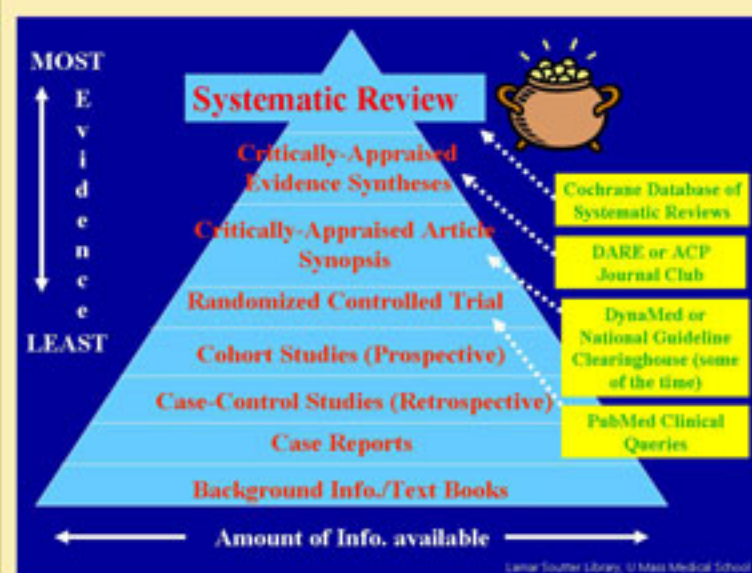 MOST
Evidence
LEAST
Systematic Review
Critically-Appraised
Evidence Syntheses
Critically-Appraised Article
Synopsis
Randomized Controlled Trial
Cohort Studies (Prospective)
Case-Control Studies (Retrospective)
Case Reports
Background Info./Text Books
Cochrane Database of
Systematic Reviews
DARE or ACP
Journal Club
DynaMed or
National Guideline
Clearinghouse (some
of the time)
PubMed Clinical
Queries
Amount of Info. available
Lamar Soutter Library, U Mass Medical School